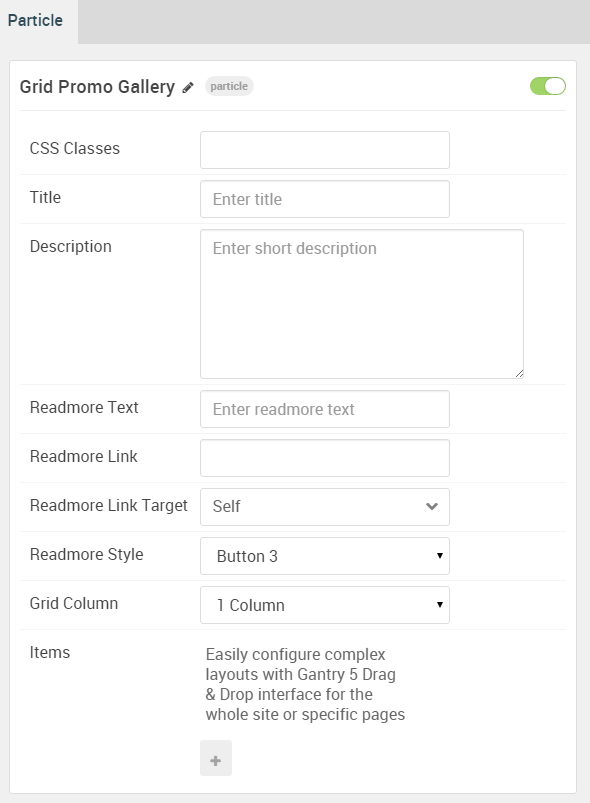 Particle
Grid Promo Gallery particle
CSS Classes
Title Enter title
Description Enter short description
Readmore Text Enter readmore text
Readmore Link
Readmore Link Target Self
Readmore Style Button 3
Grid Column 1 Column
Items Easily configure complex
layouts with Gantry 5 Drag
& Drop interface for the
whole site or specific pages
+